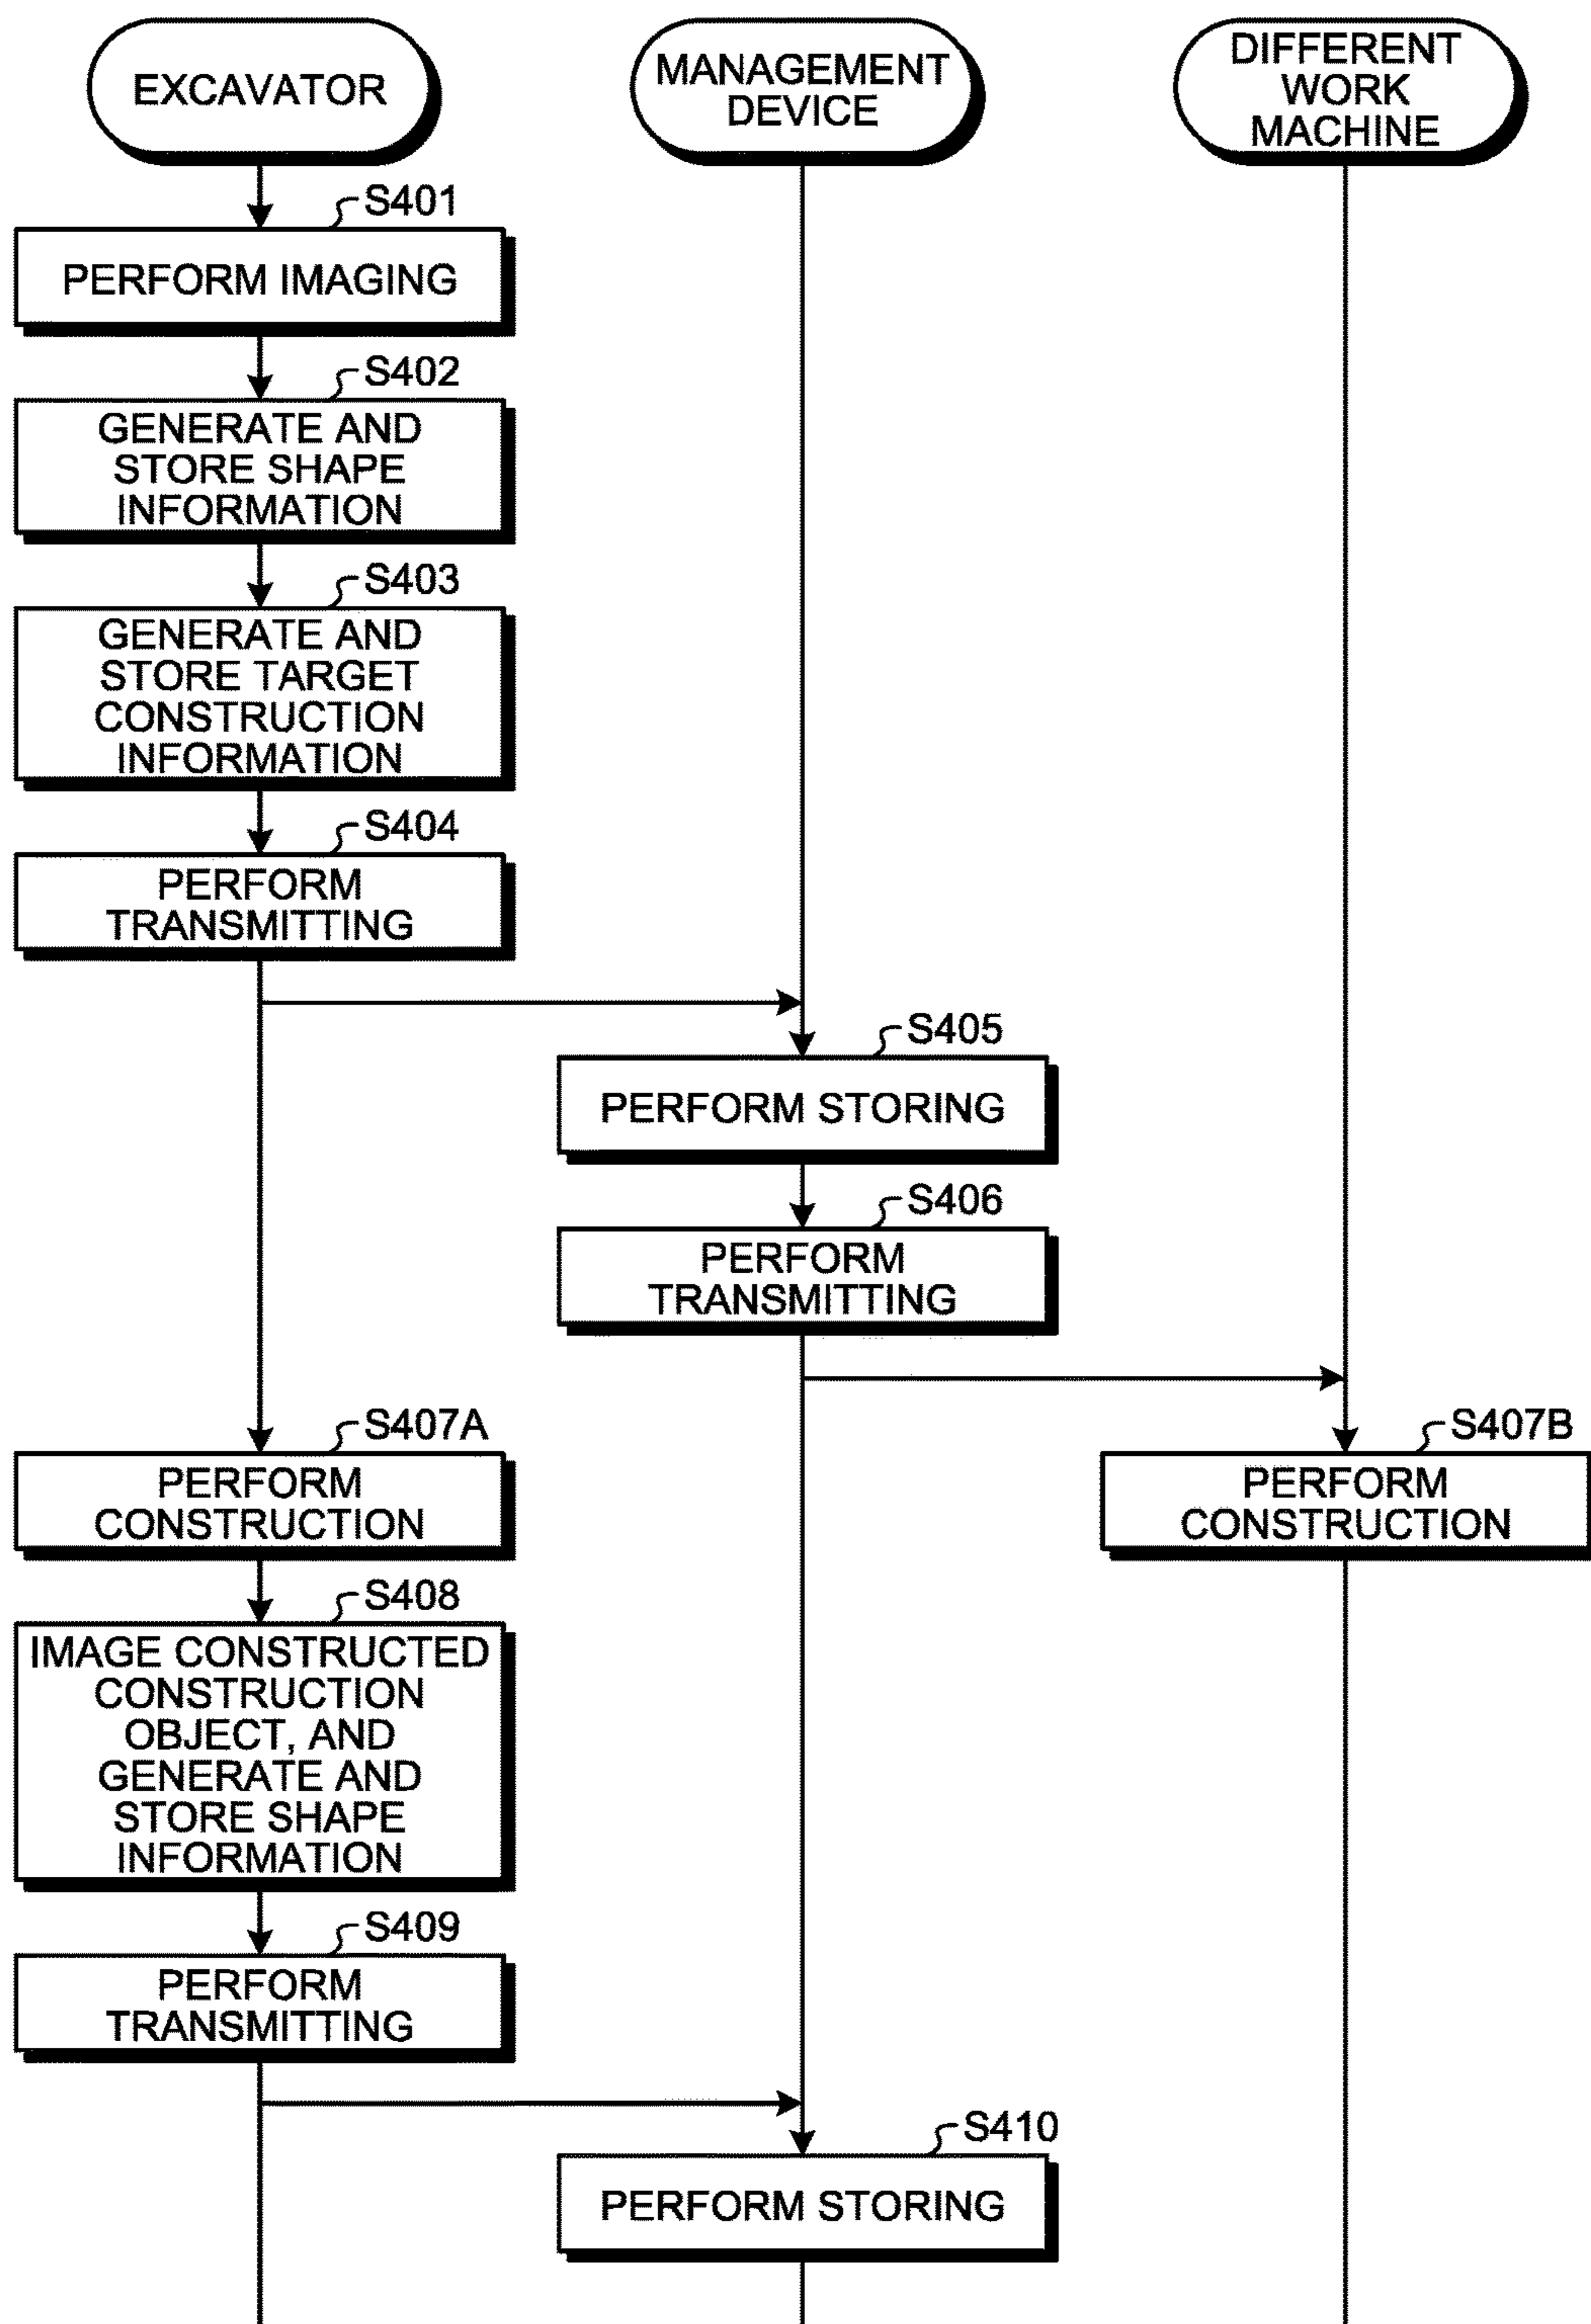 EXCAVATOR
MANAGEMENT
DEVICE
DIFFERENT
WORK
MACHINE
S401
PERFORM IMAGING
S402
GENERATE AND
STORE SHAPE
INFORMATION
S403
GENERATE AND
STORE TARGET
CONSTRUCTION
INFORMATION
S404
PERFORM
TRANSMITTING
S405
PERFORM STORING
S406
PERFORM
TRANSMITTING
S407A
PERFORM
CONSTRUCTION
S407B
PERFORM
CONSTRUCTION
S408
IMAGE CONSTRUCTED
CONSTRUCTION
OBJECT, AND
GENERATE AND
STORE SHAPE
INFORMATION
S409
PERFORM
TRANSMITTING
S410
PERFORM STORING